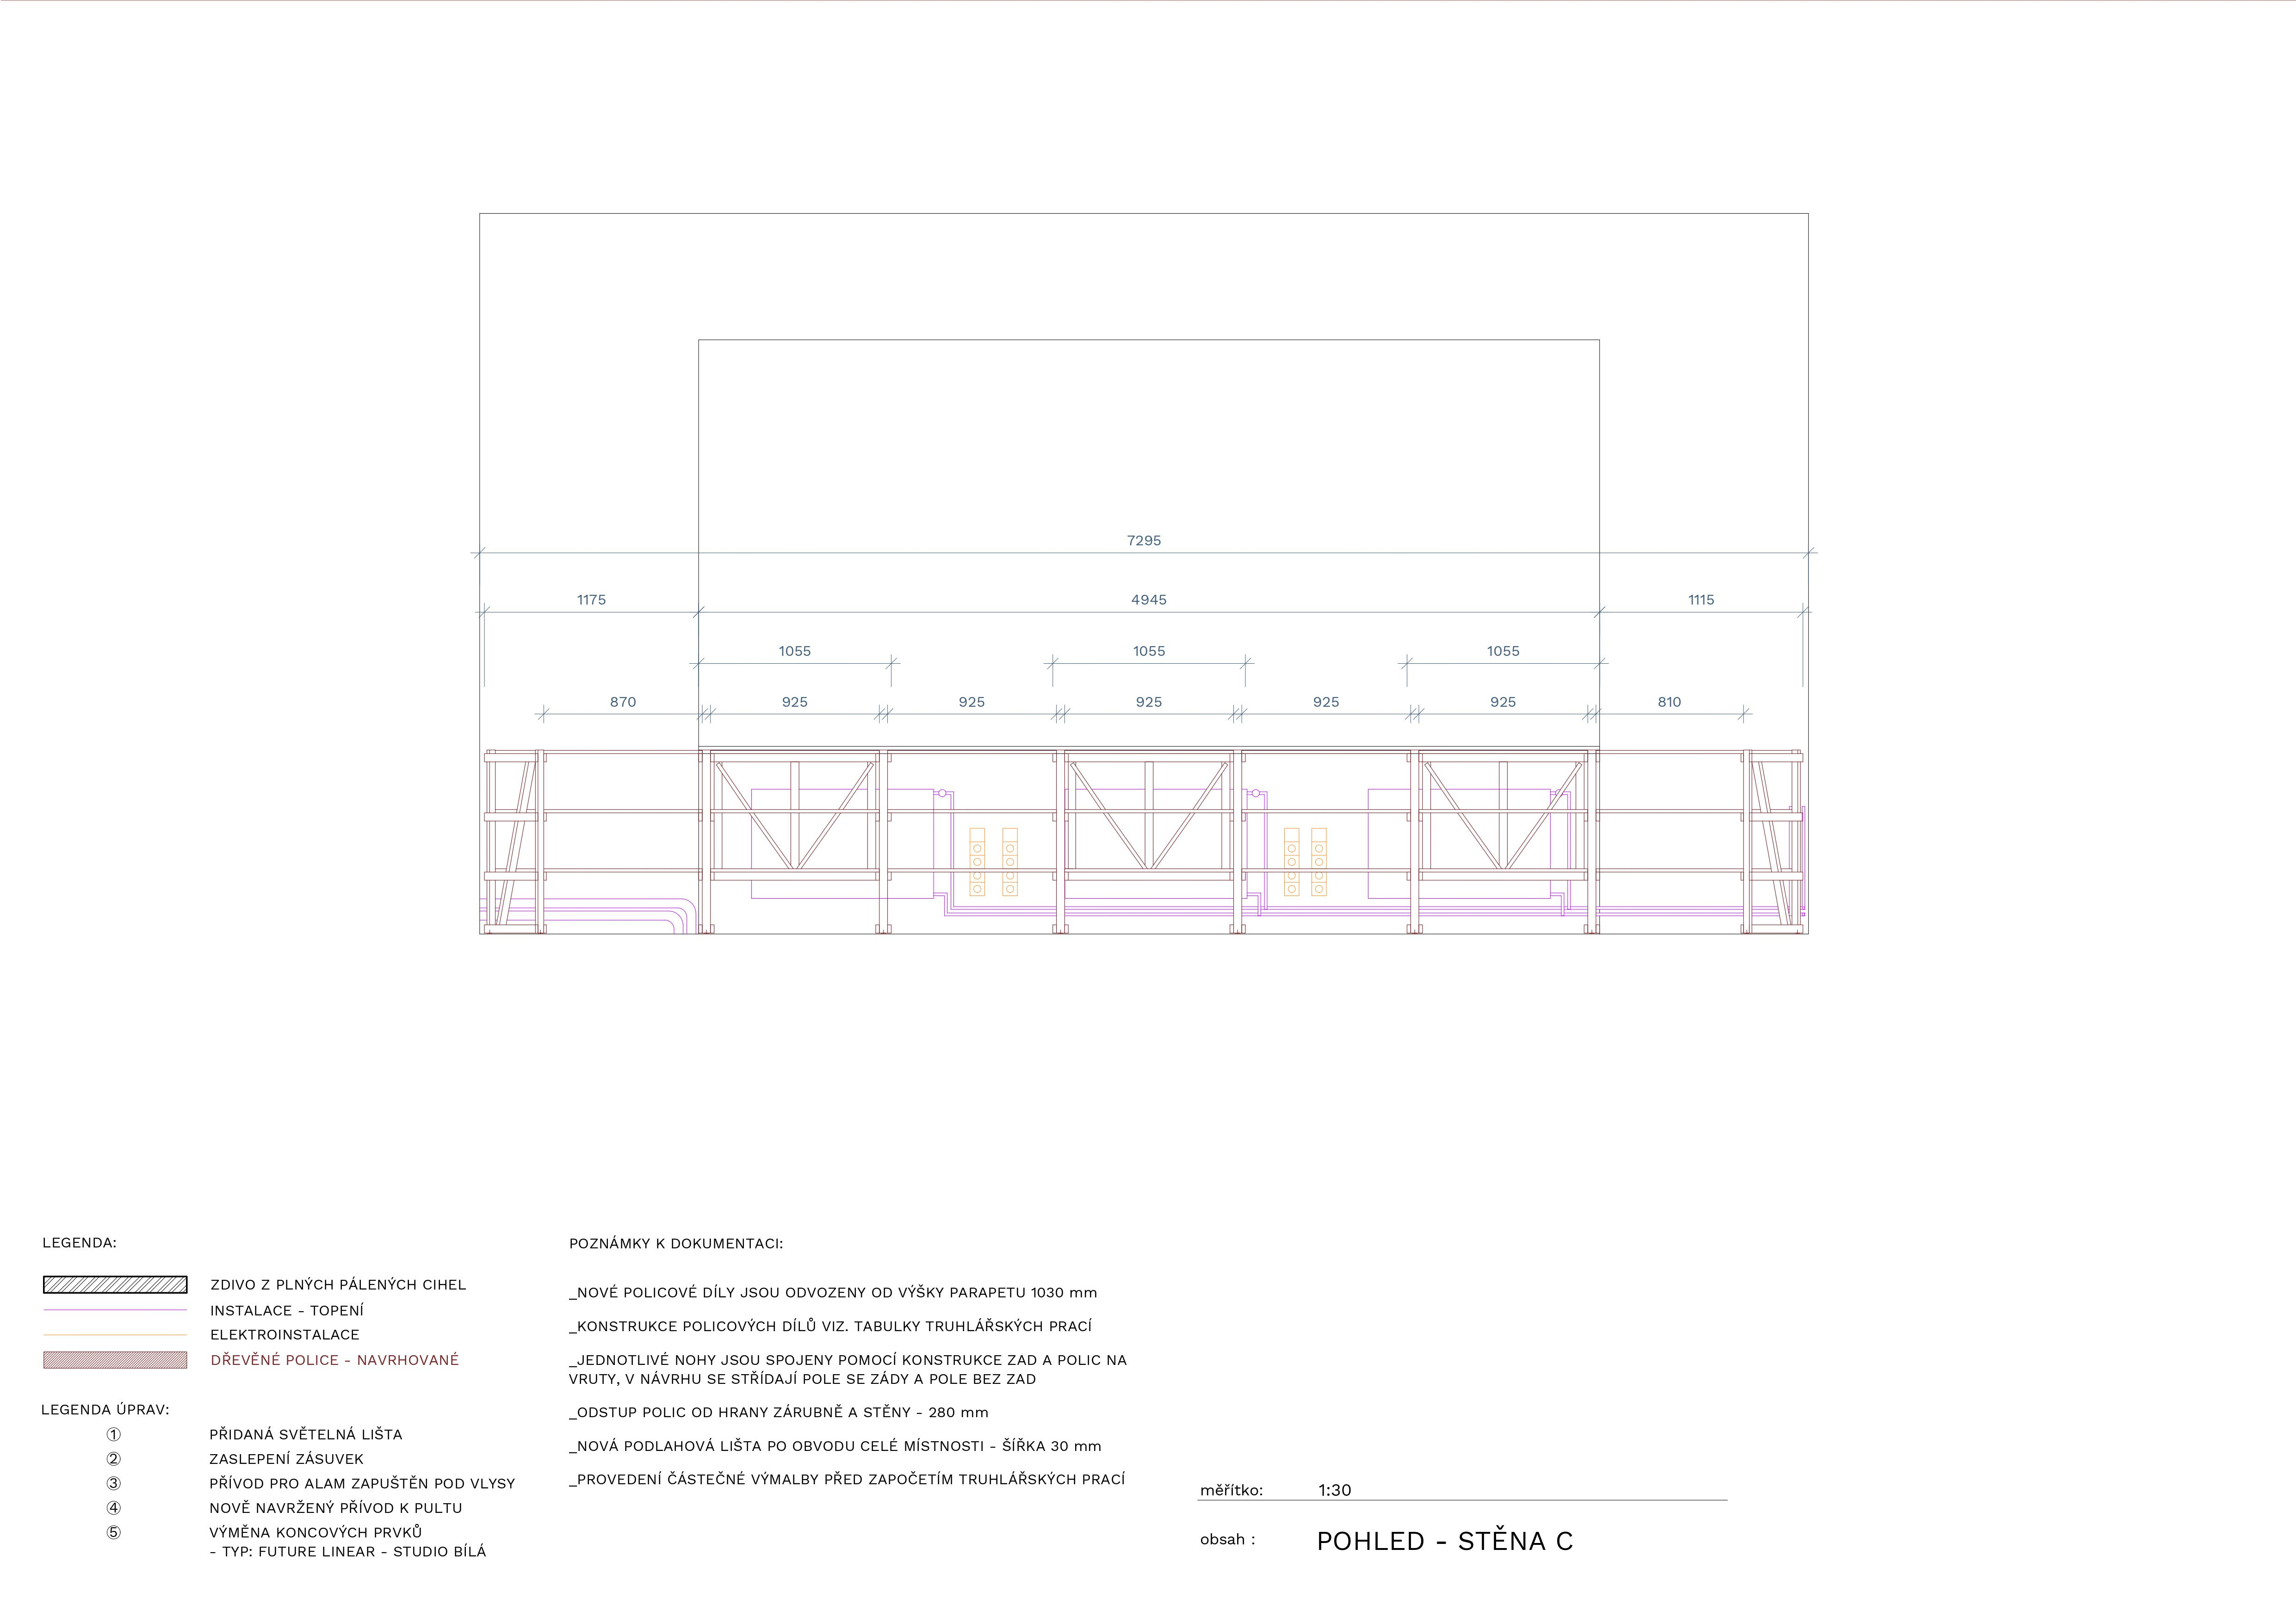 7295
1175 4945 1115
1055 1055 1055
870 925 925 925 925 925 810
LEGENDA:
ZDIVO Z PLNÝCH PÁLENÝCH CIHEL
INSTALACE - TOPENÍ
ELEKTROINSTALACE
DŘEVĚNÉ POLICE - NAVRHOVANÉ
LEGENDA ÚPRAV:
① PŘIDANÁ SVĚTELNÁ LIŠTA
② ZASLEPENÍ ZÁSUVEK
③ PŘÍVOD PRO ALAM ZAPUŠTĚN POD VLYSY
④ NOVĚ NAVRŽENÝ PŘÍVOD K PULTU
⑤ VÝMĚNA KONCOVÝCH PRVKŮ
- TYP: FUTURE LINEAR - STUDIO BÍLÁ
POZNÁMKY K DOKUMENTACI:
_NOVÉ POLICOVÉ DÍLY JSOU ODVOZENY OD VÝŠKY PARAPETU 1030 mm
_KONSTRUKCE POLICOVÝCH DÍLŮ VIZ. TABULKY TRUHLÁŘSKÝCH PRACÍ
_JEDNOTLIVÉ NOHY JSOU SPOJENY POMOCÍ KONSTRUKCE ZAD A POLIC NA
VRUTY, V NÁVRHU SE STŘÍDAJÍ POLE SE ZÁDY A POLE BEZ ZAD
_ODSTUP POLIC OD HRANY ZÁRUBNĚ A STĚNY - 280 mm
_NOVÁ PODLAHOVÁ LIŠTA PO OBVODU CELÉ MÍSTNOSTI - ŠÍŘKA 30 mm
_PROVEDENÍ ČÁSTEČNÉ VÝMALBY PŘED ZAPOČETÍM TRUHLÁŘSKÝCH PRACÍ
měřítko: 1:30
obsah : POHLED - STĚNA C